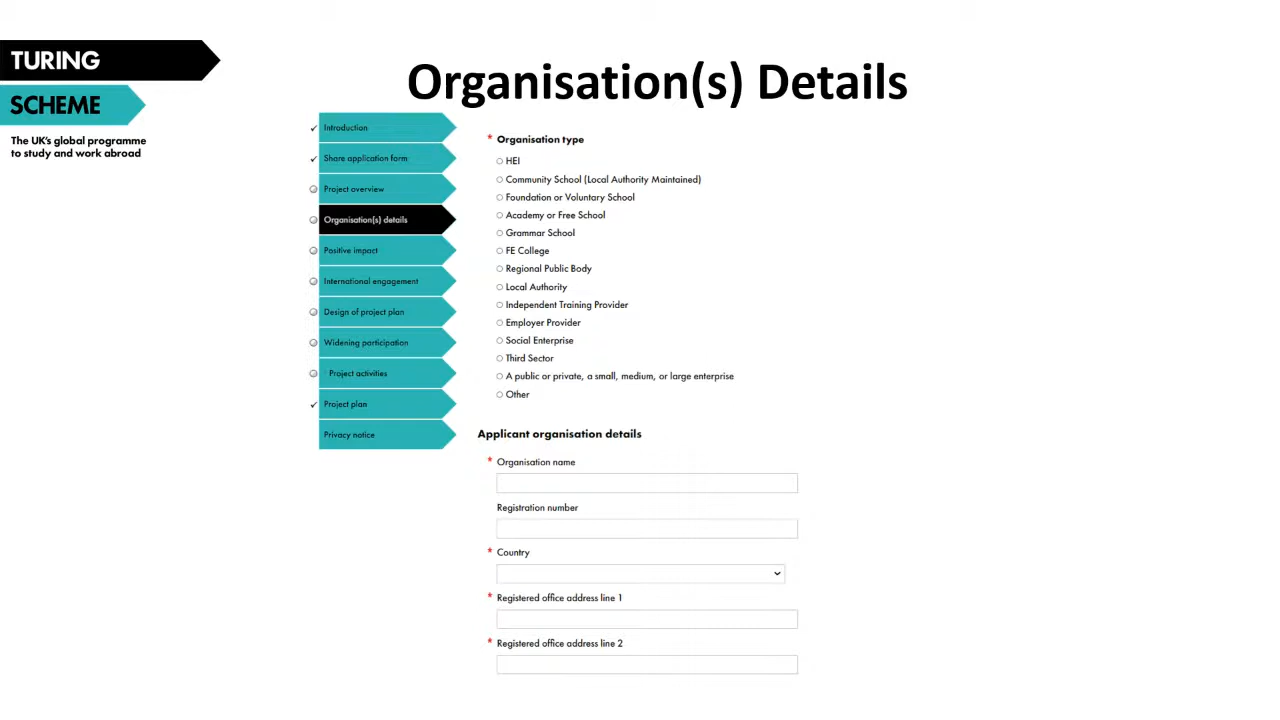 TURING
SCHEME
The UK's global programme
to study and work abroad
Organisation(s) Details
Introduction
Share application form
Project overview
Organisation(s) details
Positive impact
International engagement
Design of project plan
Widening participation
Project activities
Project plan
Privacy notice
* Organisation type
HEI
Community School (Local Authority Maintained)
Foundation or Voluntary School
Academy or Free School
Grammar School
FE College
Regional Public Body
Local Authority
Independent Training Provider
Employer Provider
Social Enterprise
Third Sector
A public or private, a small, medium, or large enterprise
Other
Applicant organisation details
* Organisation name
Registration number
* Country
* Registered office address line 1
* Registered office address line 2